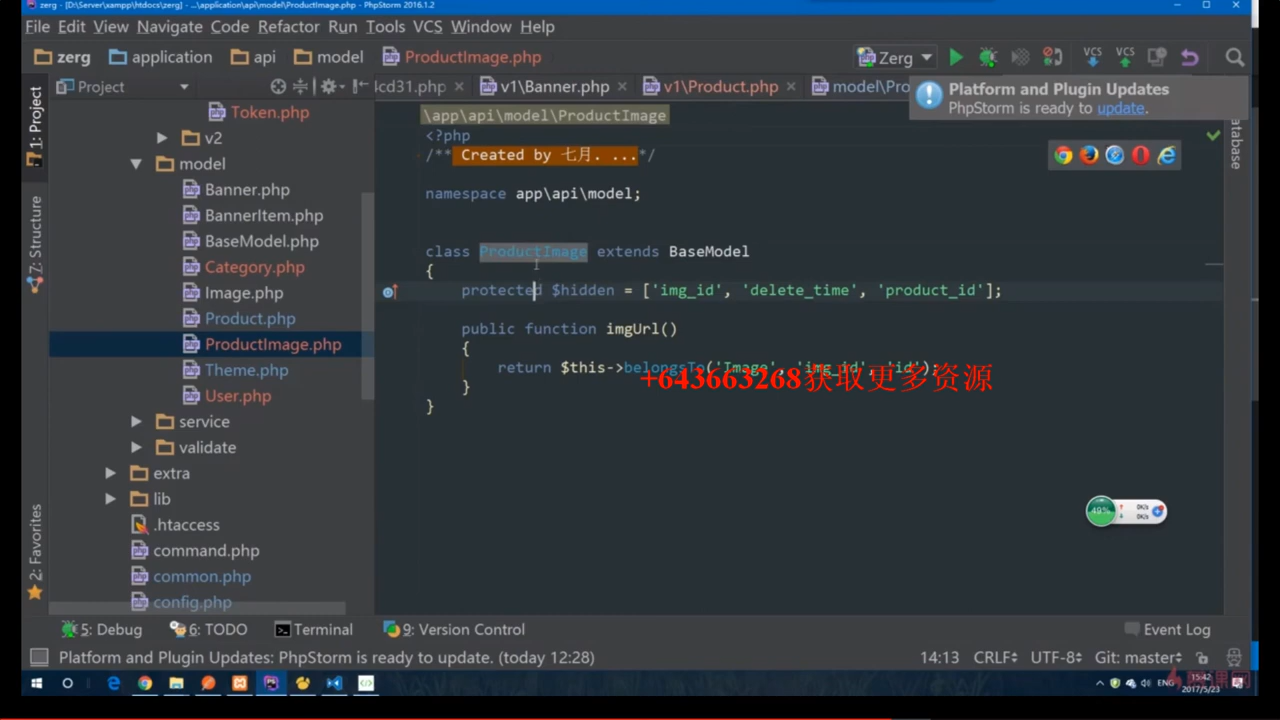 zerg - [D:\Server\xampp\htdocs\zerg] - ...\application\api\model\ProductImage.php - PhpStorm 2016.1.2
File Edit View Navigate Code Refactor Run Tools VCS Window Help
zerg application api model ProductImage.php Zerg VCS VCS
Project cd31.php × v1\Banner.php × v1\Product.php × model\Pro
Platform and Plugin Updates
PhpStorm is ready to update.
1: Project
Z: Structure
2: Favorites
atabase
Token.php
v2
model
Banner.php
BannerItem.php
BaseModel.php
Category.php
Image.php
Product.php
ProductImage.php
Theme.php
User.php
service
validate
extra
lib
.htaccess
command.php
common.php
config.php
\app\api\model\ProductImage
<?php
/** Created by 七月. ...*/
namespace app\api\model;
class ProductImage extends BaseModel
{
protected $hidden = ['img_id', 'delete_time', 'product_id'];
public function imgUrl()
{
return $this->belongsTo('Image', 'img_id', 'id');
}
}
+643663268获取更多资源
49% 0K/s
0K/s
5: Debug 6: TODO Terminal 9: Version Control Event Log
Platform and Plugin Updates: PhpStorm is ready to update. (today 12:28) 14:13 CRLF UTF-8 Git: master
ENG 15:42
2017/5/23